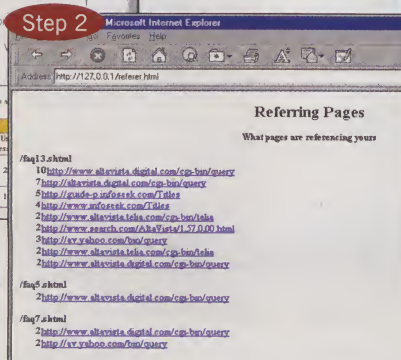 Step 2
Microsoft Internet Explorer
Go Favorites Help
Address http://127.0.0.1/referer.html
Referring Pages
What pages are referencing yours
/faq13.shtml
10http://www.altavista.digital.com/cgi-bin/query
7http://altavista.digital.com/cgi-bin/query
5http://guide-p.infoseek.com/Titles
4http://www.infoseek.com/Titles
2http://www.altavista.telia.com/cgi-bin/telia
2http://www.search.com/AltaVista/1,57,0,00.html
3http://av.yahoo.com/bin/query
2http://www.altavista.telia.com/cgi-bin/telia
2http://www.altavista.digital.com/cgi-bin/query
/faq5.shtml
2http://www.altavista.digital.com/cgi-bin/query
/faq7.shtml
2http://www.altavista.digital.com/cgi-bin/query
2http://av.yahoo.com/bin/query